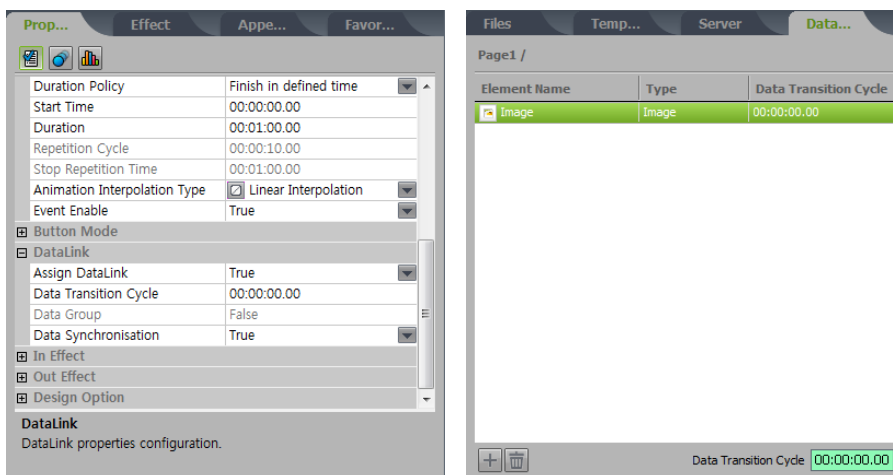 Prop... Effect Appe... Favor...
Duration Policy Finish in defined time
Start Time 00:00:00.00
Duration 00:01:00.00
Repetition Cycle 00:00:10.00
Stop Repetition Time 00:01:00.00
Animation Interpolation Type Linear Interpolation
Event Enable True
Button Mode
DataLink
Assign DataLink True
Data Transition Cycle 00:00:00.00
Data Group False
Data Synchronisation True
In Effect
Out Effect
Design Option
DataLink
DataLink properties configuration.
Files Temp... Server Data...
Page1 /
Element Name Type Data Transition Cycle
Image Image 00:00:00.00
Data Transition Cycle 00:00:00.00